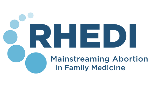 RHEDI
Mainstreaming Abortion
in Family Medicine